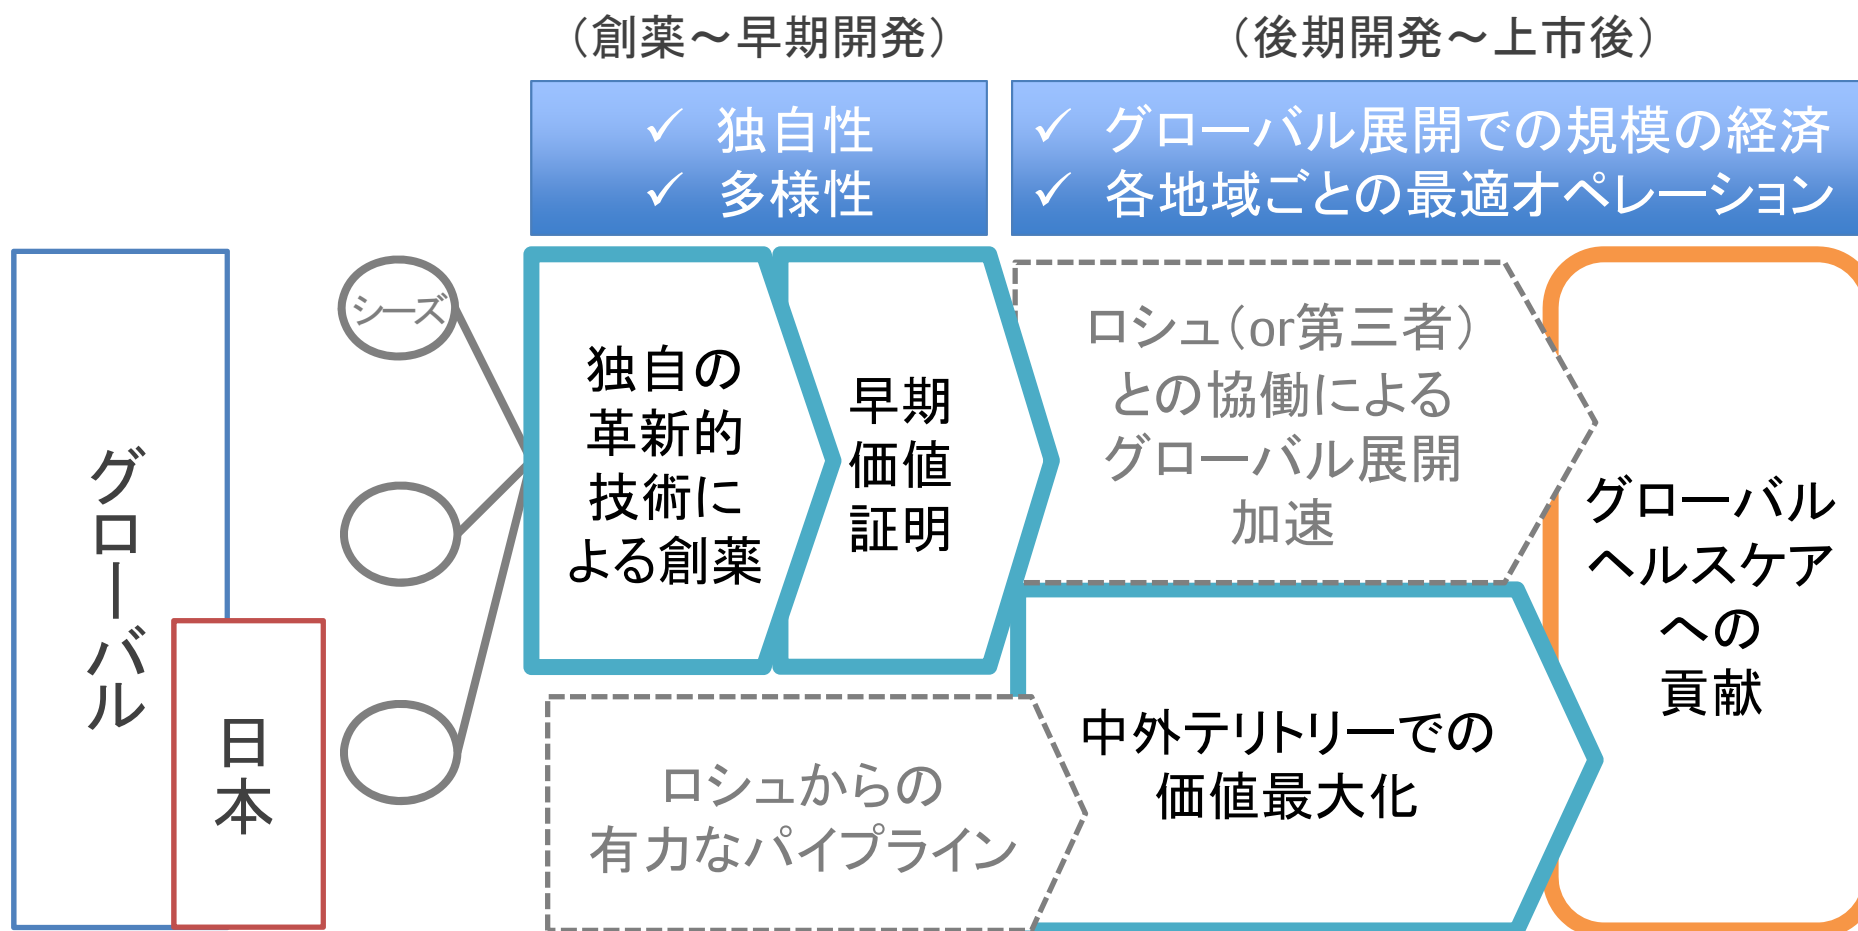 （創薬～早期開発）
（後期開発～上市後）
✓ 独自性
✓ 多様性
✓ グローバル展開での規模の経済
✓ 各地域ごとの最適オペレーション
グローバル
日本
シーズ
独自の
革新的
技術に
よる創薬
早期
価値
証明
ロシュ（or第三者）
との協働による
グローバル展開
加速
ロシュからの
有力なパイプライン
中外テリトリーでの
価値最大化
グローバル
ヘルスケア
への
貢献